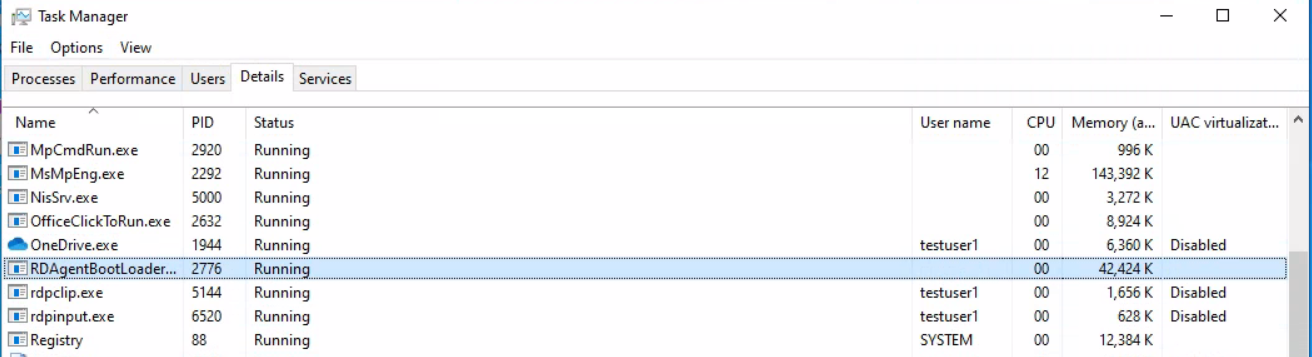 Task Manager
File Options View
Processes Performance Users Details Services
Name PID Status User name CPU Memory (a... UAC virtualizat...
MpCmdRun.exe 2920 Running 00 996 K
MsMpEng.exe 2292 Running 12 143,392 K
NisSrv.exe 5000 Running 00 3,272 K
OfficeClickToRun.exe 2632 Running 00 8,924 K
OneDrive.exe 1944 Running testuser1 00 6,360 K Disabled
RDAgentBootLoader... 2776 Running 00 42,424 K
rdpclip.exe 5144 Running testuser1 00 1,656 K Disabled
rdpinput.exe 6520 Running testuser1 00 628 K Disabled
Registry 88 Running SYSTEM 00 12,384 K